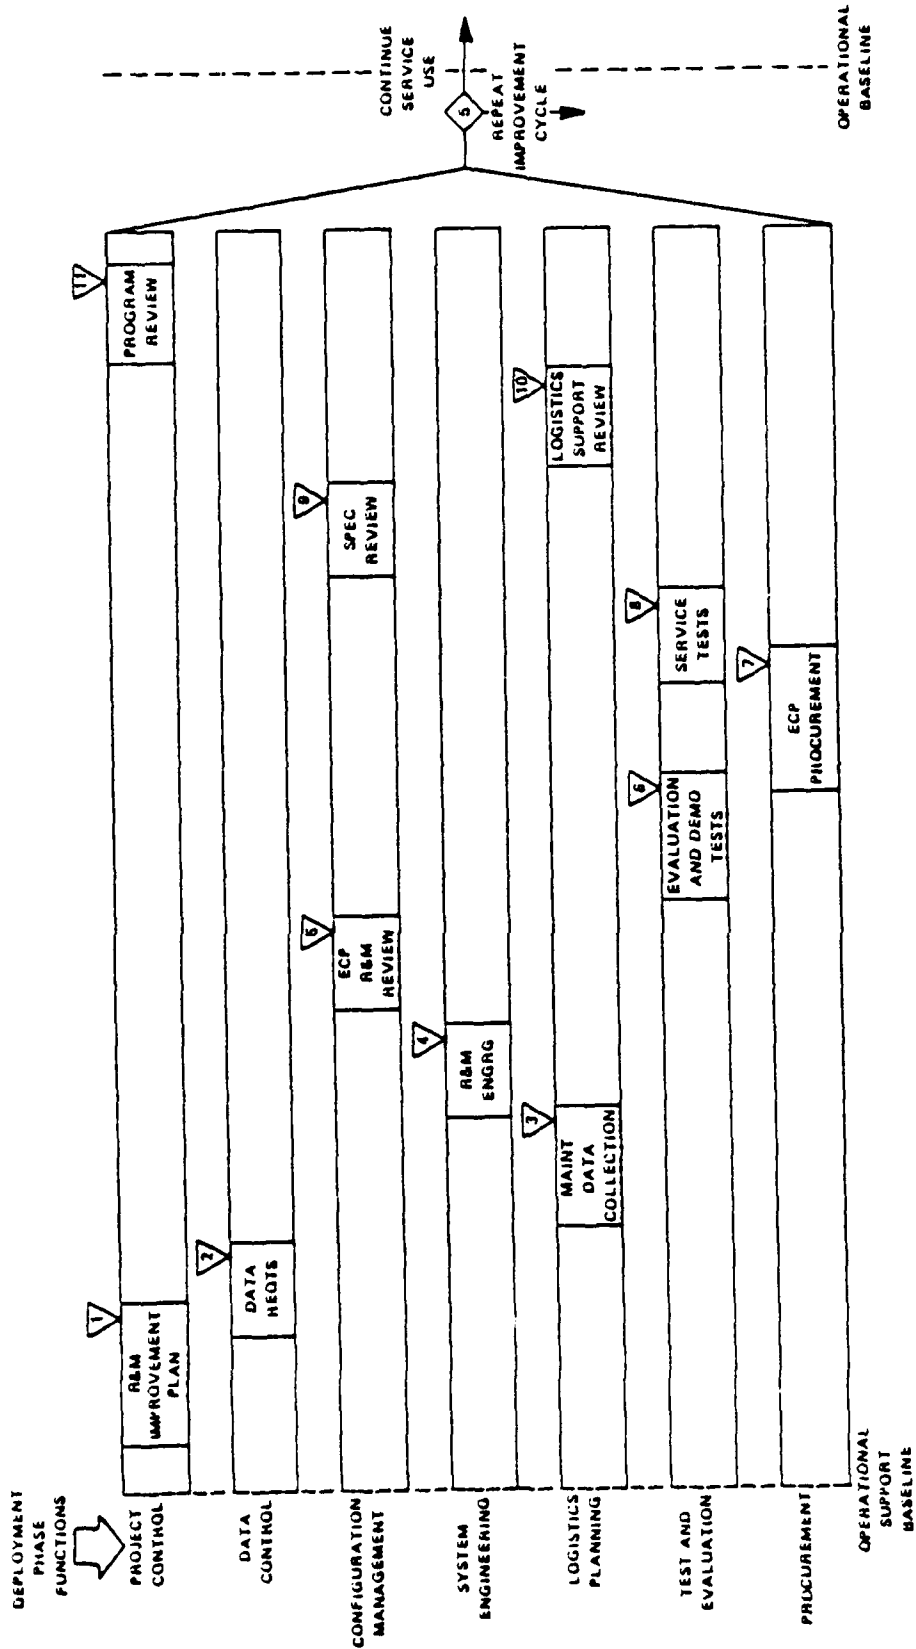 DEPLOYMENT
PHASE
FUNCTIONS
PROJECT
CONTROL
1
R&M
IMPROVEMENT
PLAN
11
PROGRAM
REVIEW
DATA
CONTROL
2
DATA
REQTS
CONFIGURATION
MANAGEMENT
5
ECP
R&M
REVIEW
9
SPEC
REVIEW
SYSTEM
ENGINEERING
4
R&M
ENGRG
LOGISTICS
PLANNING
3
MAINT
DATA
COLLECTION
10
LOGISTICS
SUPPORT
REVIEW
TEST AND
EVALUATION
6
EVALUATION
AND DEMO
TESTS
8
SERVICE
TESTS
PROCUREMENT
7
ECP
PROCUREMENT
OPERATIONAL
SUPPORT
BASELINE
CONTINUE
SERVICE
USE
5
REPEAT
IMPROVEMENT
CYCLE
OPERATIONAL
BASELINE